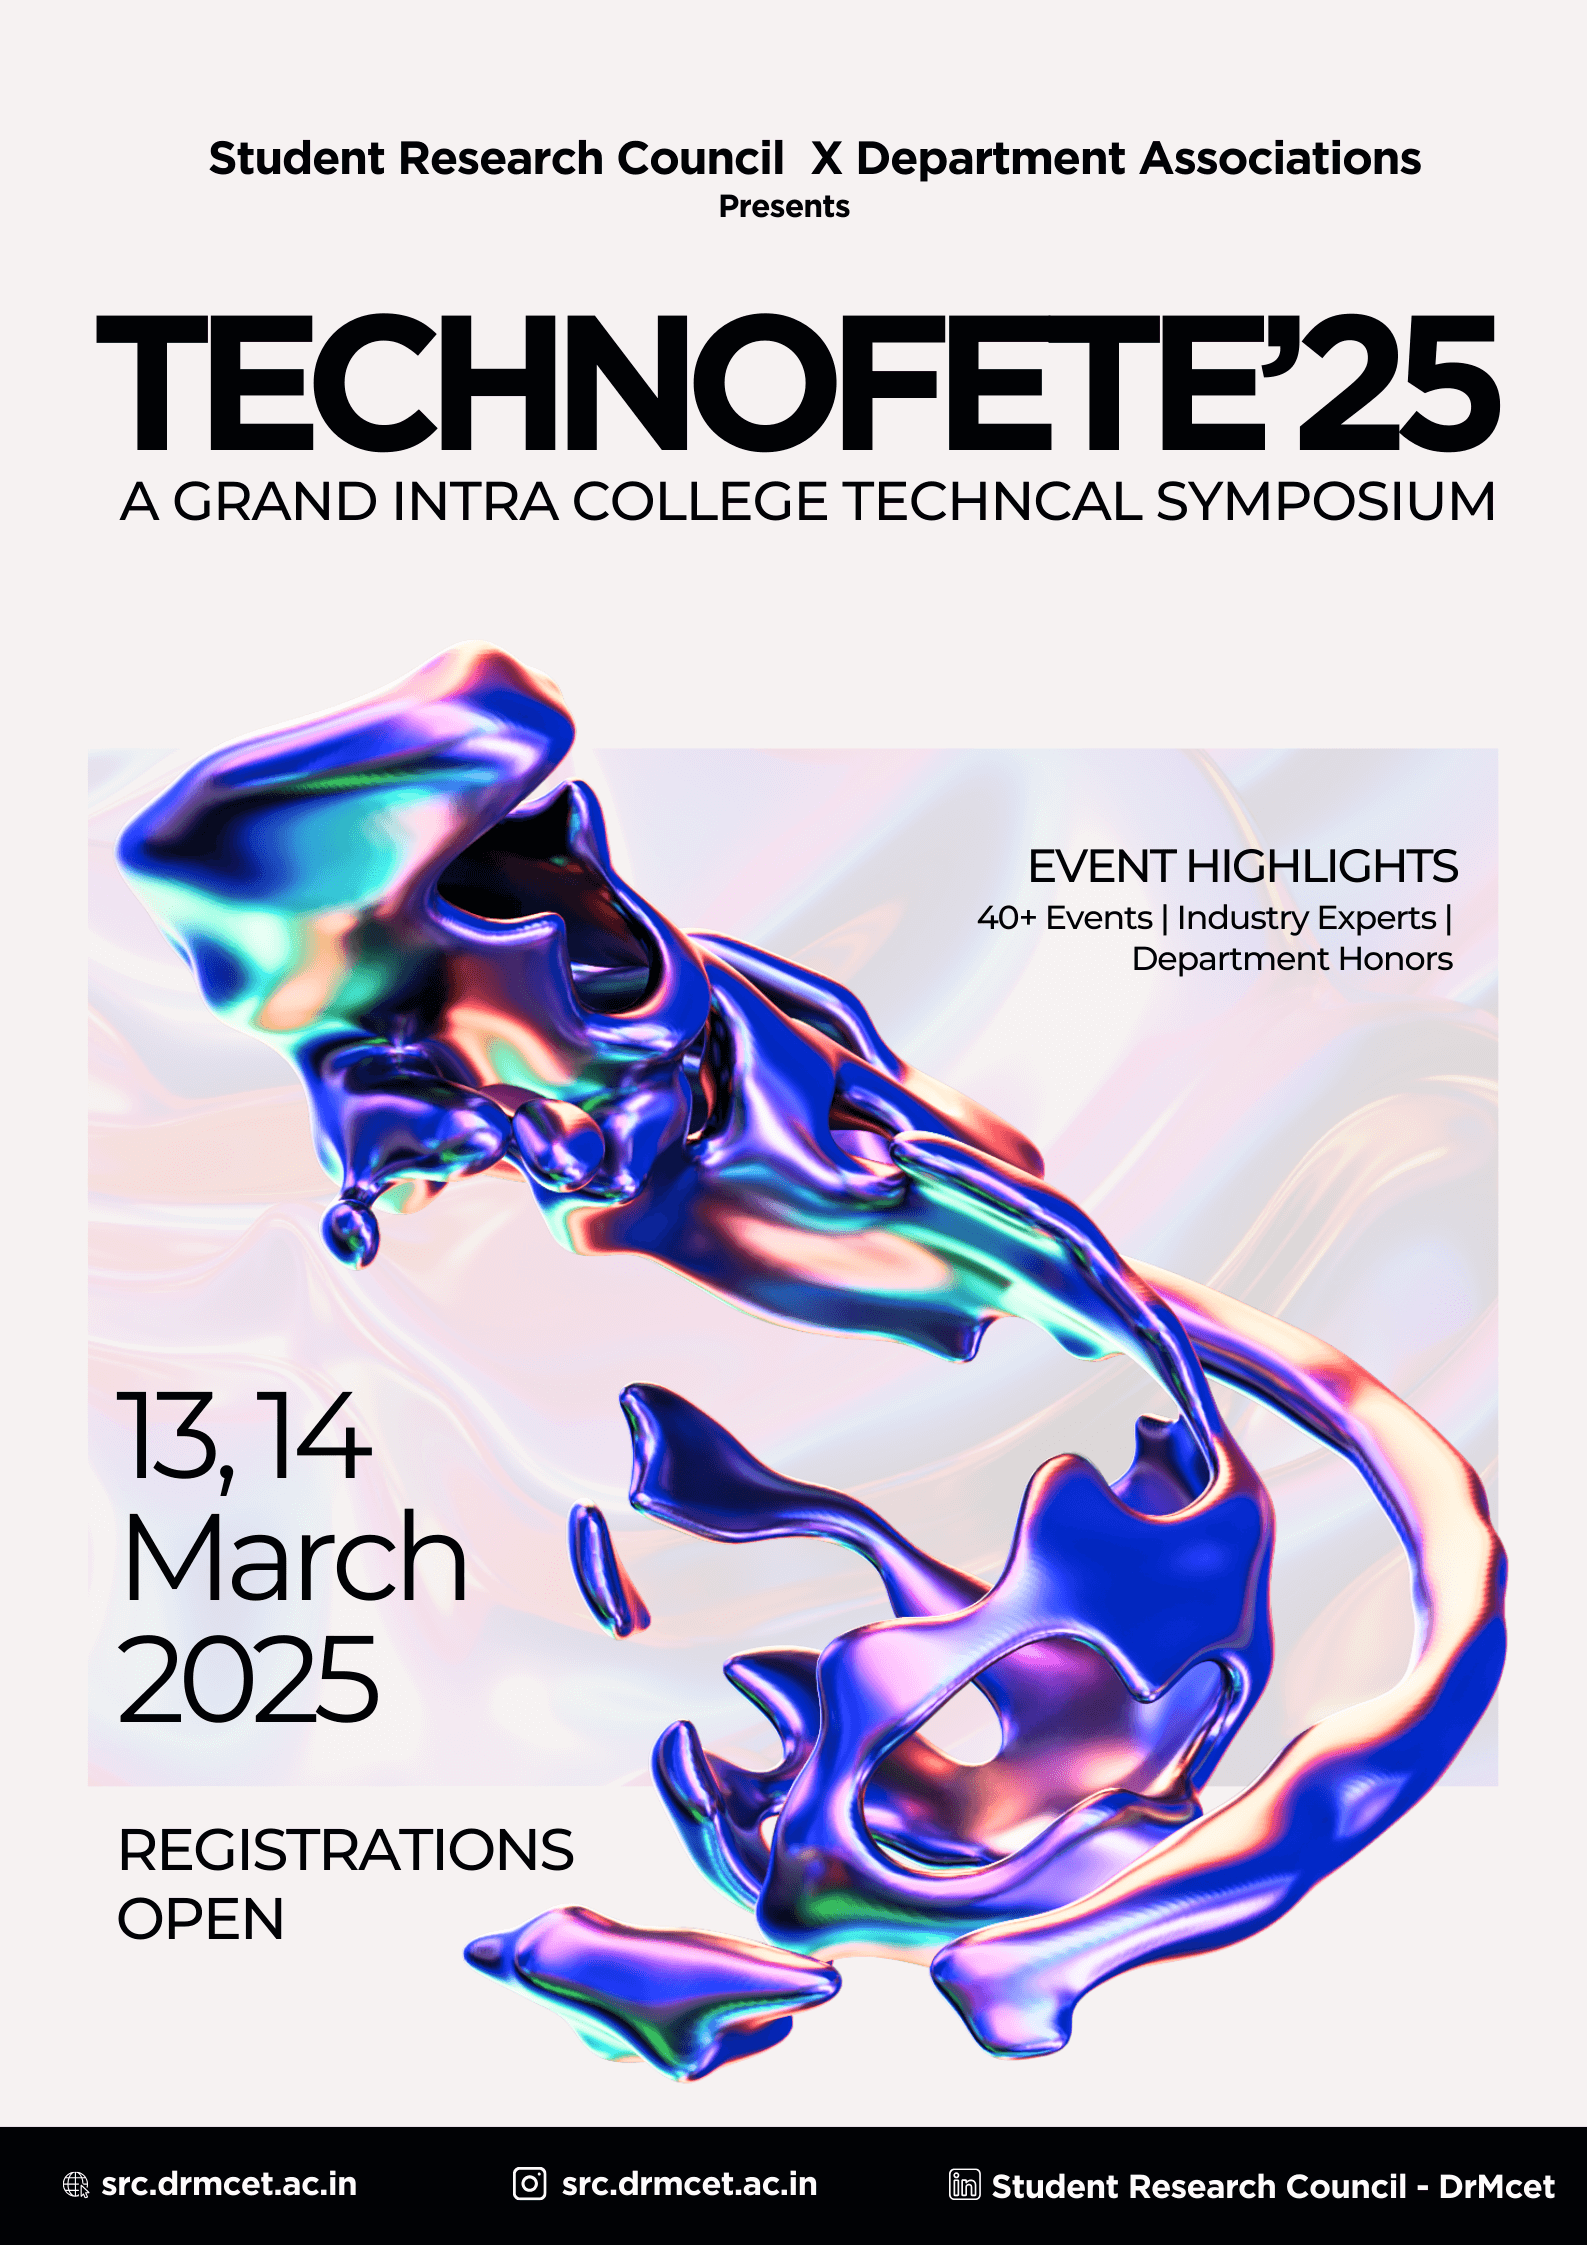 Student Research Council X Department Associations
Presents
TECHNOFETE’25
A GRAND INTRA COLLEGE TECHNCAL SYMPOSIUM
EVENT HIGHLIGHTS
40+ Events | Industry Experts |
Department Honors
13, 14
March
2025
REGISTRATIONS
OPEN
src.drmcet.ac.in
src.drmcet.ac.in
Student Research Council - DrMcet